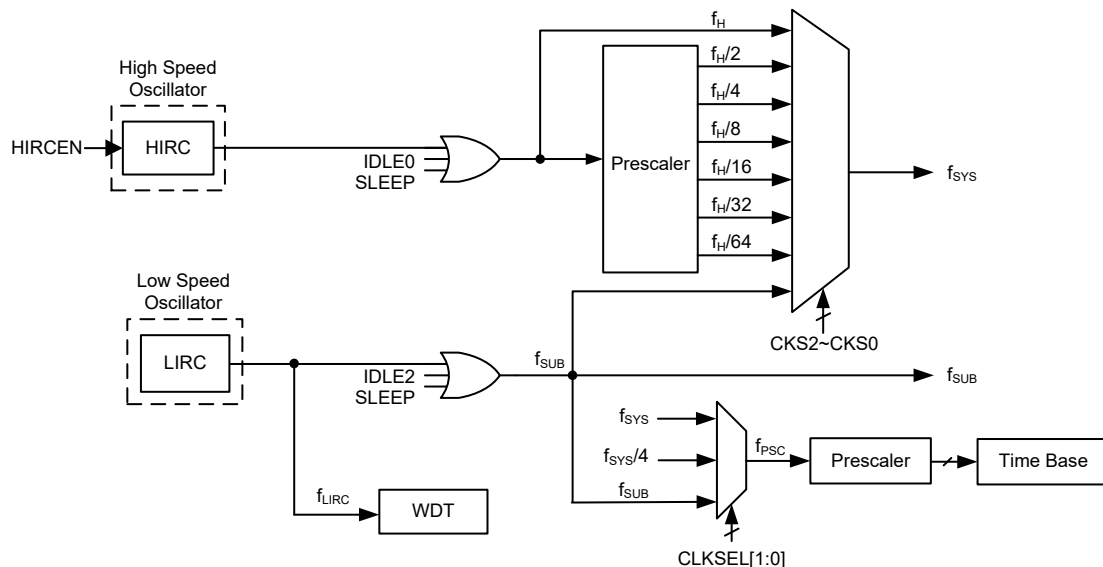 High Speed
Oscillator
HIRCEN
HIRC
IDLE0
SLEEP
Prescaler
fH
fH/2
fH/4
fH/8
fH/16
fH/32
fH/64
fSYS
CKS2~CKS0
Low Speed
Oscillator
LIRC
IDLE2
SLEEP
fSUB
fSUB
fLIRC
WDT
fSYS
fSYS/4
fSUB
fPSC
Prescaler
Time Base
CLKSEL[1:0]